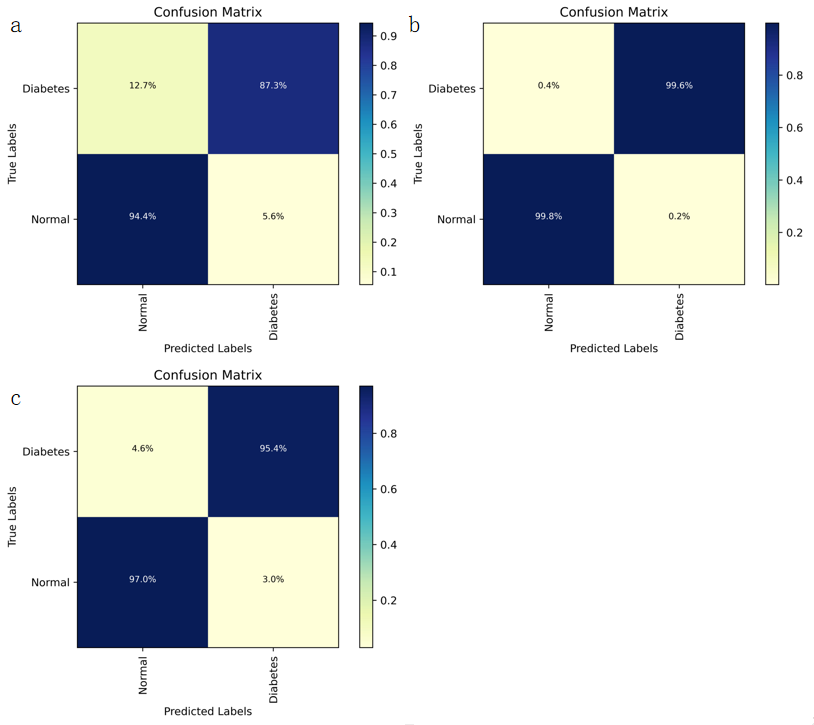 a
Confusion Matrix
True Labels
Diabetes
Normal
12.7%
87.3%
94.4%
5.6%
Normal
Diabetes
Predicted Labels
0.9
0.8
0.7
0.6
0.5
0.4
0.3
0.2
0.1
b
Confusion Matrix
True Labels
Diabetes
Normal
0.4%
99.6%
99.8%
0.2%
Normal
Diabetes
Predicted Labels
0.8
0.6
0.4
0.2
c
Confusion Matrix
True Labels
Diabetes
Normal
4.6%
95.4%
97.0%
3.0%
Normal
Diabetes
Predicted Labels
0.8
0.6
0.4
0.2